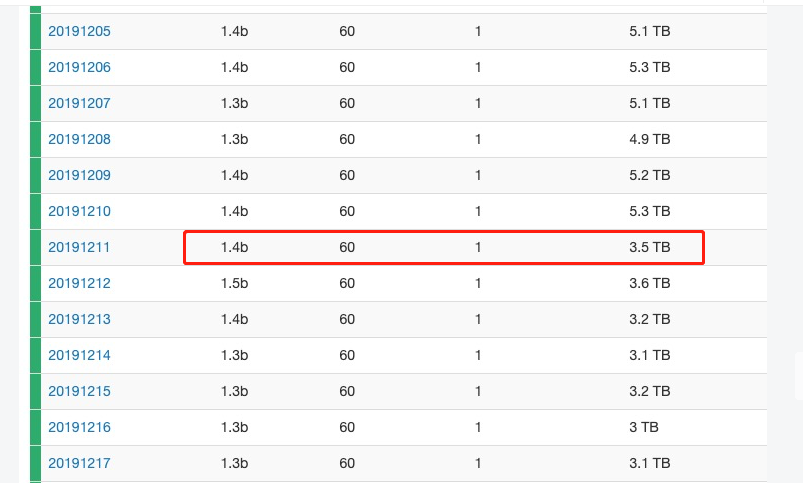 20191205 1.4b 60 1 5.1 TB
20191206 1.4b 60 1 5.3 TB
20191207 1.3b 60 1 5.1 TB
20191208 1.3b 60 1 4.9 TB
20191209 1.4b 60 1 5.2 TB
20191210 1.4b 60 1 5.3 TB
20191211 1.4b 60 1 3.5 TB
20191212 1.5b 60 1 3.6 TB
20191213 1.4b 60 1 3.2 TB
20191214 1.3b 60 1 3.1 TB
20191215 1.3b 60 1 3.2 TB
20191216 1.3b 60 1 3 TB
20191217 1.3b 60 1 3.1 TB